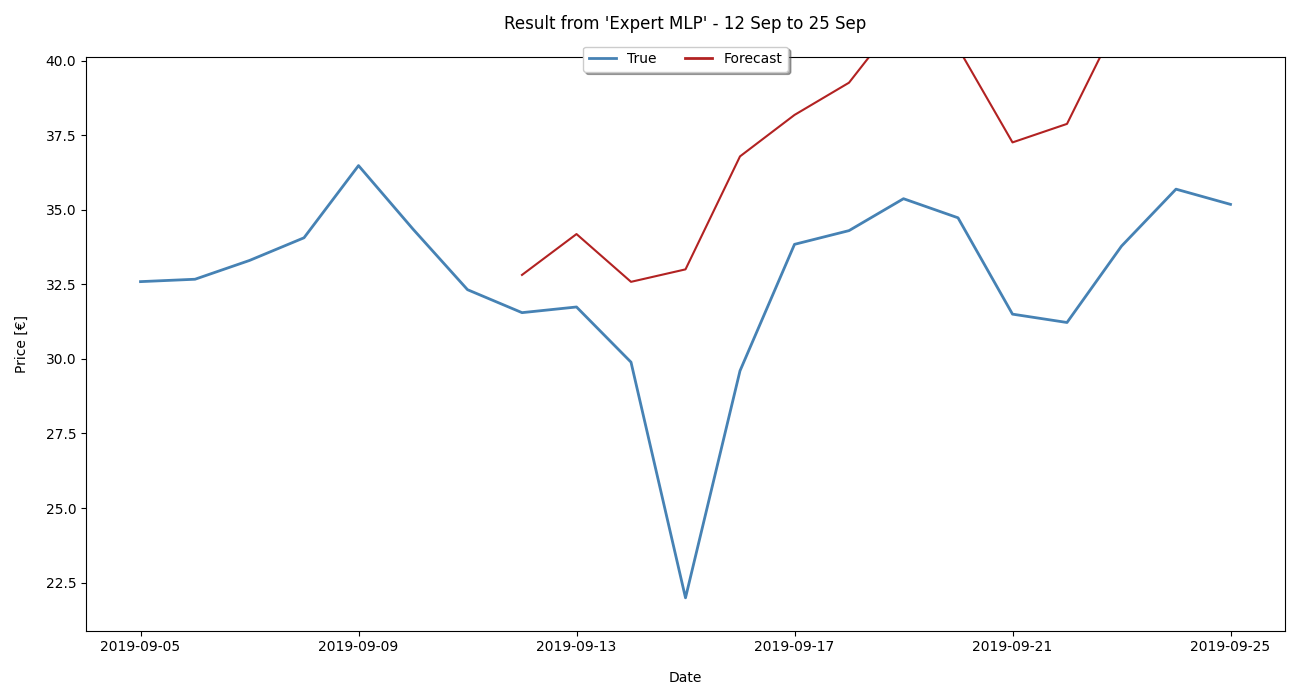 Result from 'Expert MLP' - 12 Sep to 25 Sep
True Forecast
40.0
37.5
35.0
32.5
30.0
27.5
25.0
22.5
Price [€]
2019-09-05 2019-09-09 2019-09-13 2019-09-17 2019-09-21 2019-09-25
Date